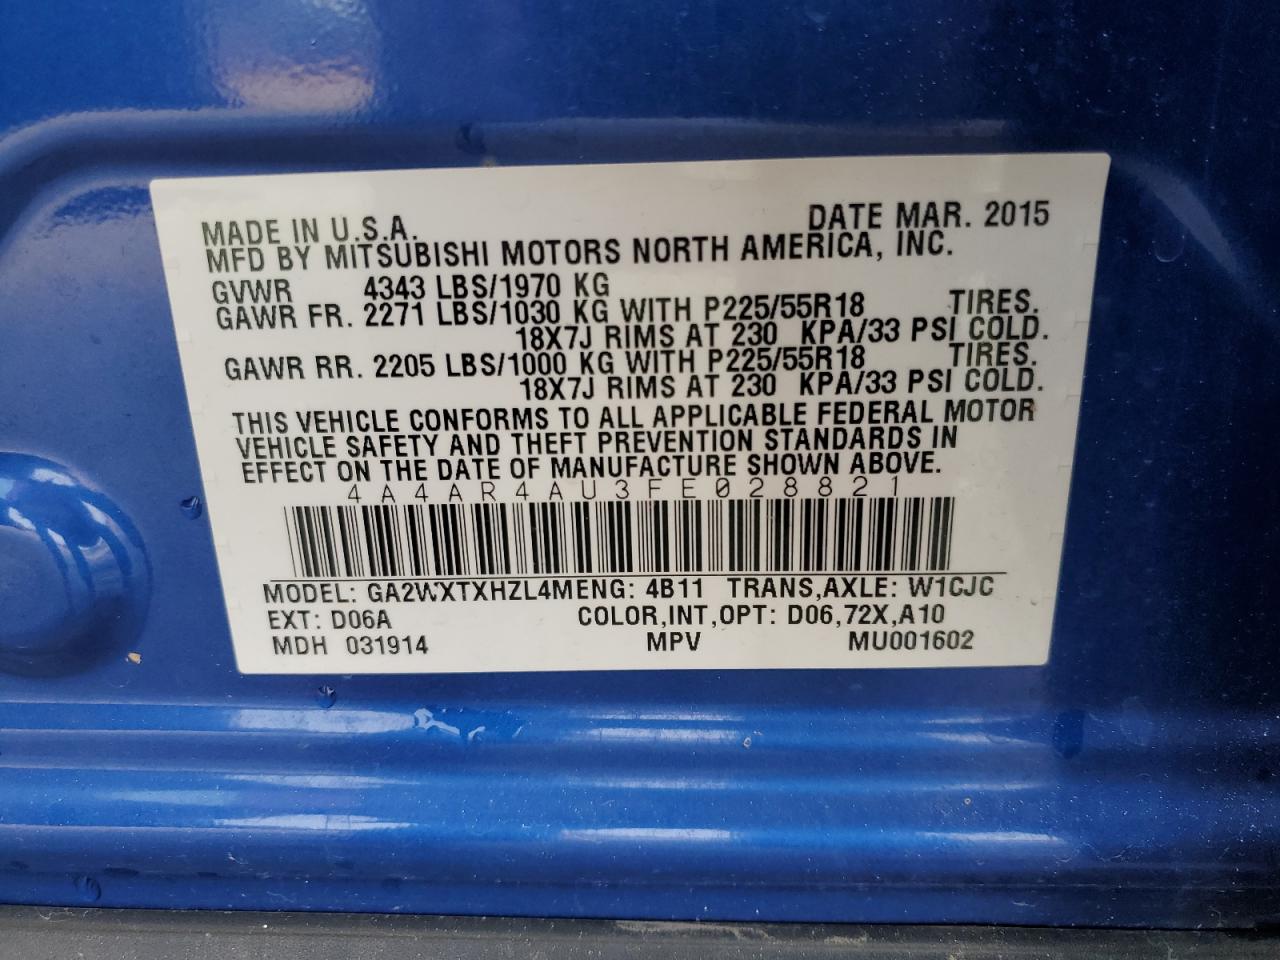 MADE IN U.S.A. DATE MAR. 2015
MFD BY MITSUBISHI MOTORS NORTH AMERICA, INC.
GVWR 4343 LBS/1970 KG
GAWR FR. 2271 LBS/1030 KG WITH P225/55R18 TIRES.
18X7J RIMS AT 230 KPA/33 PSI COLD.
GAWR RR. 2205 LBS/1000 KG WITH P225/55R18 TIRES.
18X7J RIMS AT 230 KPA/33 PSI COLD.
THIS VEHICLE CONFORMS TO ALL APPLICABLE FEDERAL MOTOR
VEHICLE SAFETY AND THEFT PREVENTION STANDARDS IN
EFFECT ON THE DATE OF MANUFACTURE SHOWN ABOVE.
4A4AR4AU3FE028821
MODEL: GA2WXTXHZL4MENG: 4B11 TRANS,AXLE: W1CJC
EXT: D06A COLOR,INT,OPT: D06,72X,A10
MDH 031914 MPV MU001602